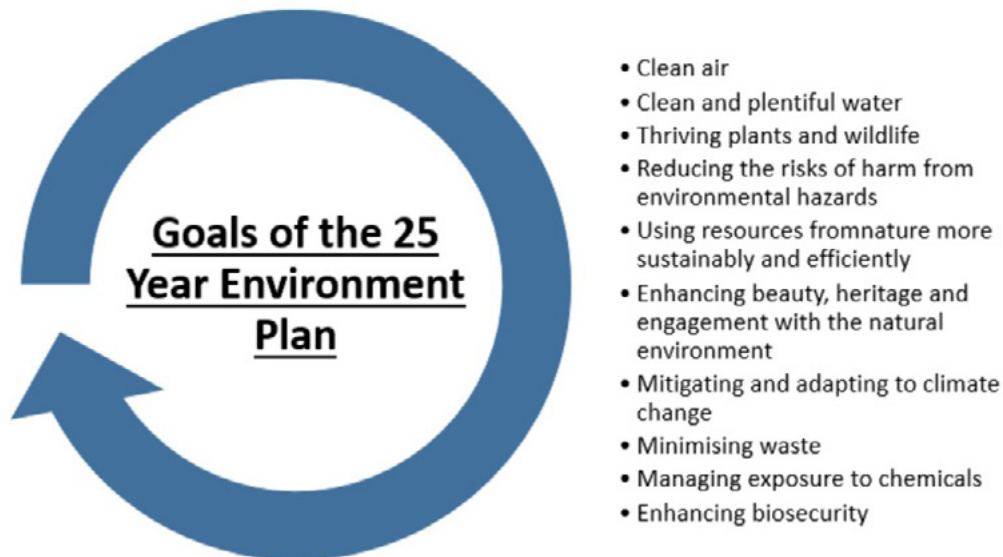 Goals of the 25
Year Environment
Plan
• Clean air
• Clean and plentiful water
• Thriving plants and wildlife
• Reducing the risks of harm from
environmental hazards
• Using resources fromnature more
sustainably and efficiently
• Enhancing beauty, heritage and
engagement with the natural
environment
• Mitigating and adapting to climate
change
• Minimising waste
• Managing exposure to chemicals
• Enhancing biosecurity